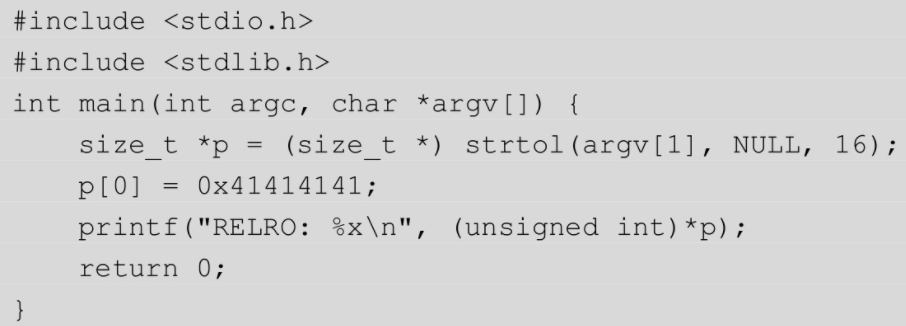 #include <stdio.h>
#include <stdlib.h>
int main(int argc, char *argv[]) {
    size_t *p = (size_t *) strtol(argv[1], NULL, 16);
    p[0] = 0x41414141;
    printf("RELRO: %x\n", (unsigned int)*p);
    return 0;
}